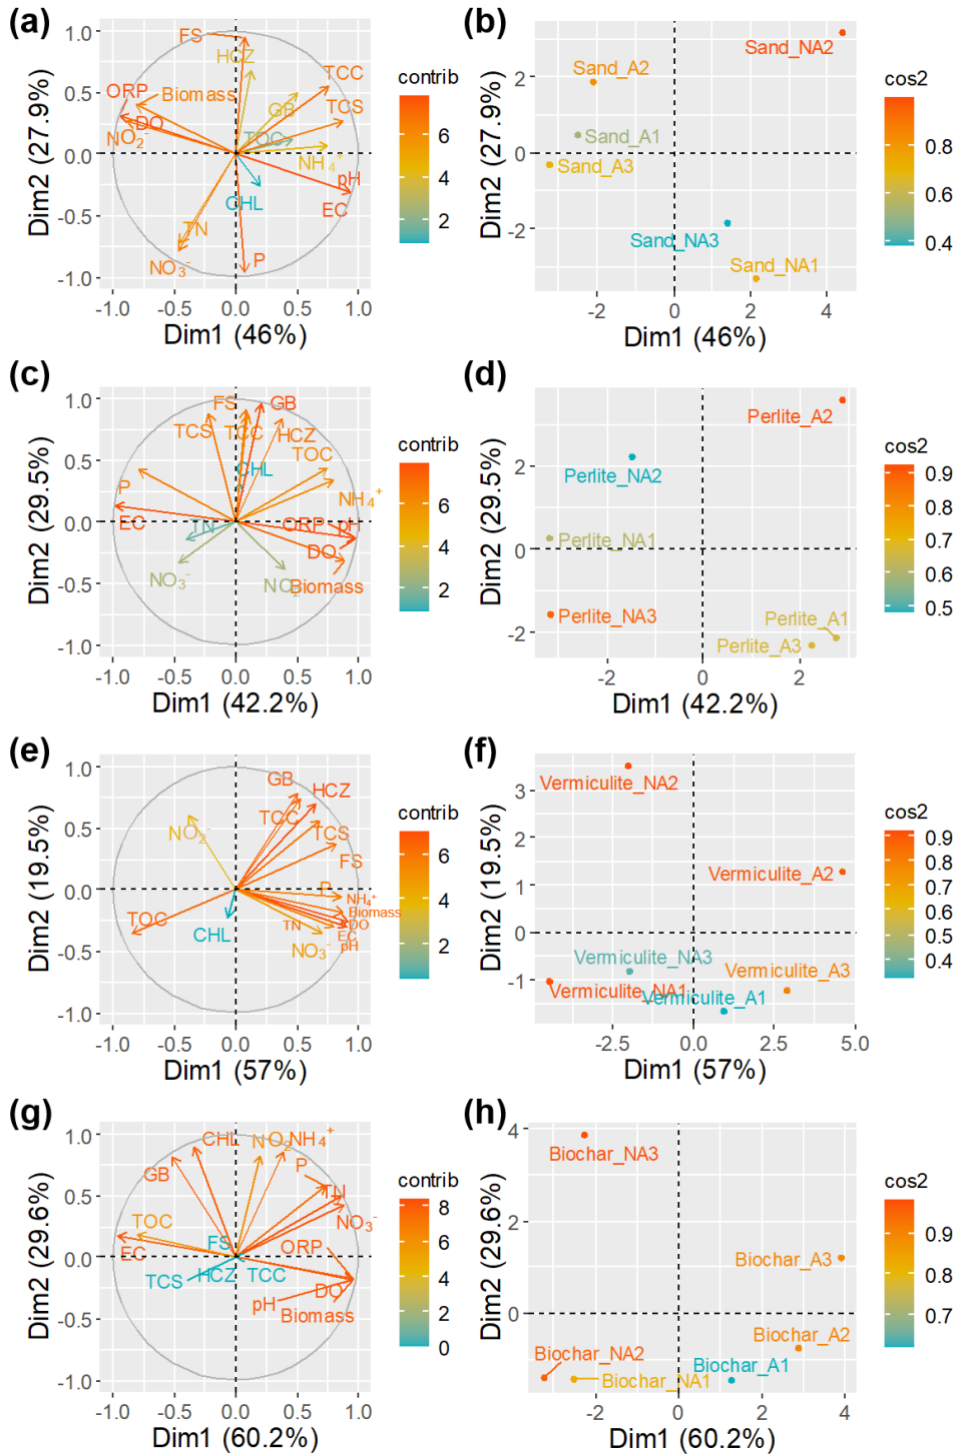 (a)
FS
HCZ
TCC
ORP
Biomass
GB
TCS
DO
NO₂⁻
TOC
NH₄⁺
pH
CHL
EC
TN
NO₃⁻
P
1.0
0.5
0.0
-0.5
-1.0
-1.0 -0.5 0.0 0.5 1.0
Dim1 (46%)
Dim2 (27.9%)
contrib
6
4
2
(b)
Sand_NA2
Sand_A2
Sand_A1
Sand_A3
Sand_NA3
Sand_NA1
2
0
-2
-2 0 2 4
Dim1 (46%)
Dim2 (27.9%)
cos2
0.8
0.6
0.4
(c)
FS
GB
TCS
TCC
HCZ
TOC
CHL
P
NH₄⁺
EC
TN
ORP
pH
DO
NO₃⁻
NO
Biomass
1.0
0.5
0.0
-0.5
-1.0
-1.0 -0.5 0.0 0.5 1.0
Dim1 (42.2%)
Dim2 (29.5%)
contrib
6
4
2
(d)
Perlite_A2
Perlite_NA2
Perlite_NA1
Perlite_NA3
Perlite_A1
Perlite_A3
2
0
-2
-2 0 2
Dim1 (42.2%)
Dim2 (29.5%)
cos2
0.9
0.8
0.7
0.6
0.5
(e)
GB
HCZ
TCC
NO₂⁻
TCS
FS
P
NH₄⁺
Biomass
TOC
TN
DO
CHL
EC
NO₃⁻
pH
1.0
0.5
0.0
-0.5
-1.0
-1.0 -0.5 0.0 0.5 1.0
Dim1 (57%)
Dim2 (19.5%)
contrib
6
4
2
(f)
Vermiculite_NA2
Vermiculite_A2
Vermiculite_NA3
Vermiculite_A3
Vermiculite_NA1
Vermiculite_A1
3
2
1
0
-1
-2.5 0.0 2.5 5.0
Dim1 (57%)
Dim2 (19.5%)
cos2
0.9
0.8
0.7
0.6
0.5
0.4
(g)
CHL
NO₂⁻
NH₄⁺
GB
P
TN
TOC
NO₃⁻
EC
FS
ORP
TCS
HCZ
TCC
DO
pH
Biomass
1.0
0.5
0.0
-0.5
-1.0
-1.0 -0.5 0.0 0.5 1.0
Dim1 (60.2%)
Dim2 (29.6%)
contrib
8
6
4
2
0
(h)
Biochar_NA3
Biochar_A3
Biochar_A2
Biochar_NA2
Biochar_A1
Biochar_NA1
4
2
0
-2 0 2 4
Dim1 (60.2%)
Dim2 (29.6%)
cos2
0.9
0.8
0.7